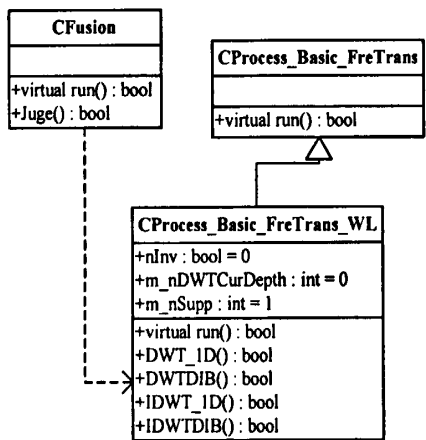 CFusion
+virtual run() : bool
+Juge() : bool
CProcess_Basic_FreTrans
+virtual run() : bool
CProcess_Basic_FreTrans_WL
+nInv : bool = 0
+m_nDWTCurDepth : int = 0
+m_nSupp : int = 1
+virtual run() : bool
+DWT_1D() : bool
+DWTDIB() : bool
+IDWT_1D() : bool
+IDWTDIB() : bool